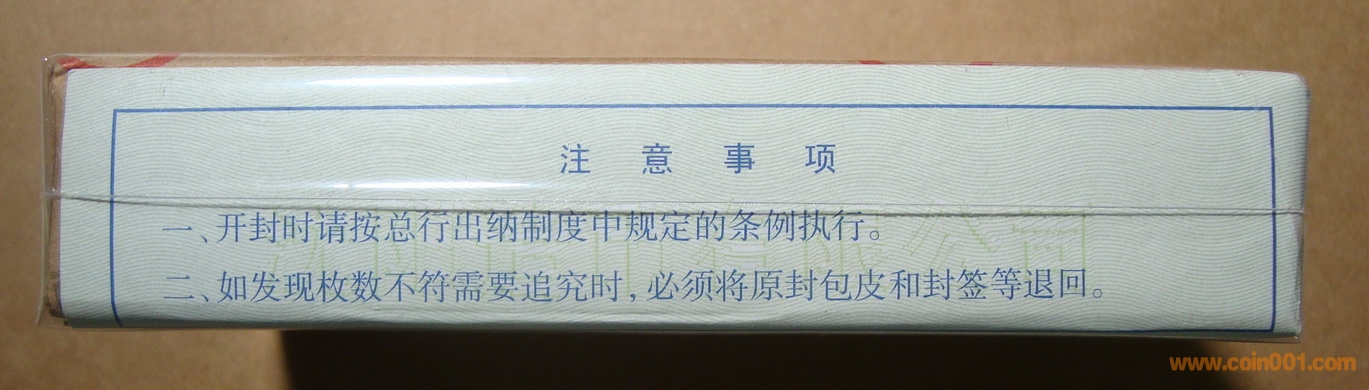 注意事项
一、开封时请按总行出纳制度中规定的条例执行。
二、如发现枚数不符需要追究时,必须将原封包皮和封签等退回。
www.coin001.com